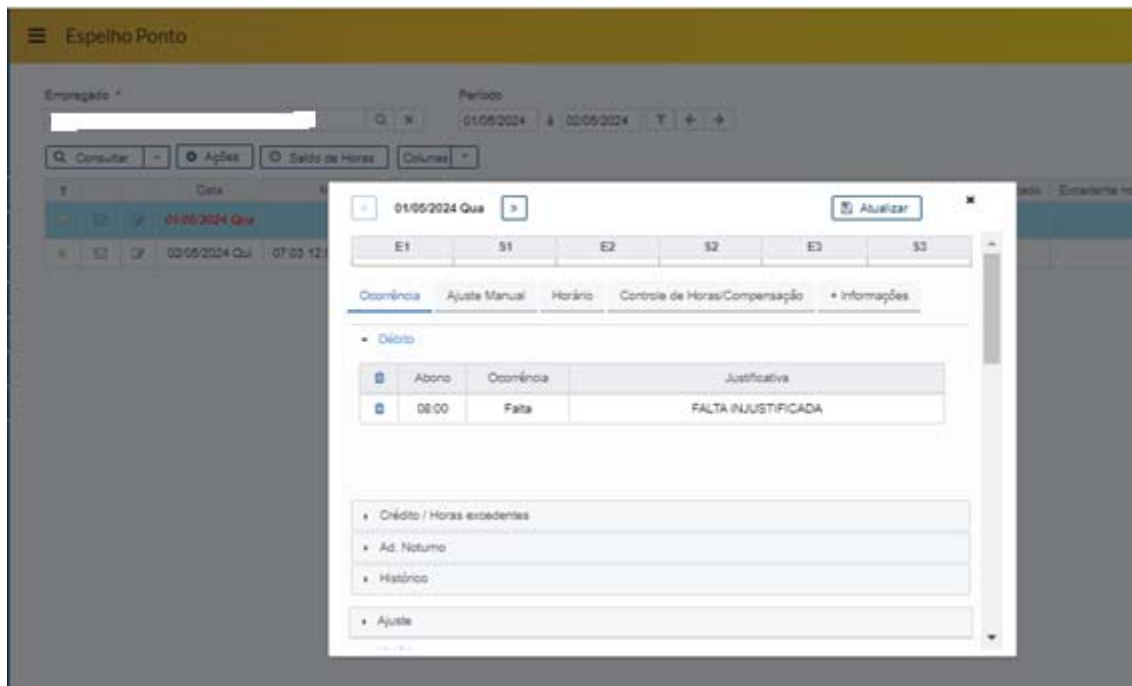 Espelho Ponto
Empregado *
Período
01/05/2024 à 02/05/2024
Consultar
Ações
Saldo de Horas
Colunas
Data
01/05/2024 Qua
02/05/2024 Qui 07:03
01/05/2024 Qua
Atualizar
E1 S1 E2 S2 E3 S3
Ocorrência Ajuste Manual Horário Controle de Horas/Compensação + Informações
Débito
Abono Ocorrência Justificativa
08:00 Falta FALTA INJUSTIFICADA
Crédito / Horas excedentes
Ad. Noturno
Histórico
Ajuste